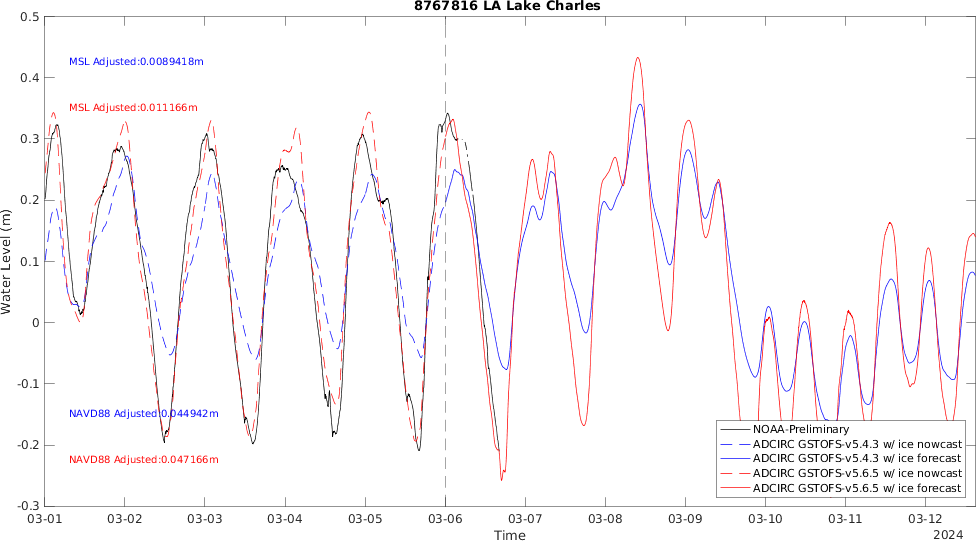 8767816 LA Lake Charles
0.5
0.4
0.3
0.2
0.1
0
-0.1
-0.2
-0.3
Water Level (m)
MSL Adjusted:0.0089418m
MSL Adjusted:0.011166m
NAVD88 Adjusted:0.044942m
NAVD88 Adjusted:0.047166m
NOAA-Preliminary
ADCIRC GSTOFS-v5.4.3 w/ ice nowcast
ADCIRC GSTOFS-v5.4.3 w/ ice forecast
ADCIRC GSTOFS-v5.6.5 w/ ice nowcast
ADCIRC GSTOFS-v5.6.5 w/ ice forecast
03-01 03-02 03-03 03-04 03-05 03-06 03-07 03-08 03-09 03-10 03-11 03-12
Time
2024